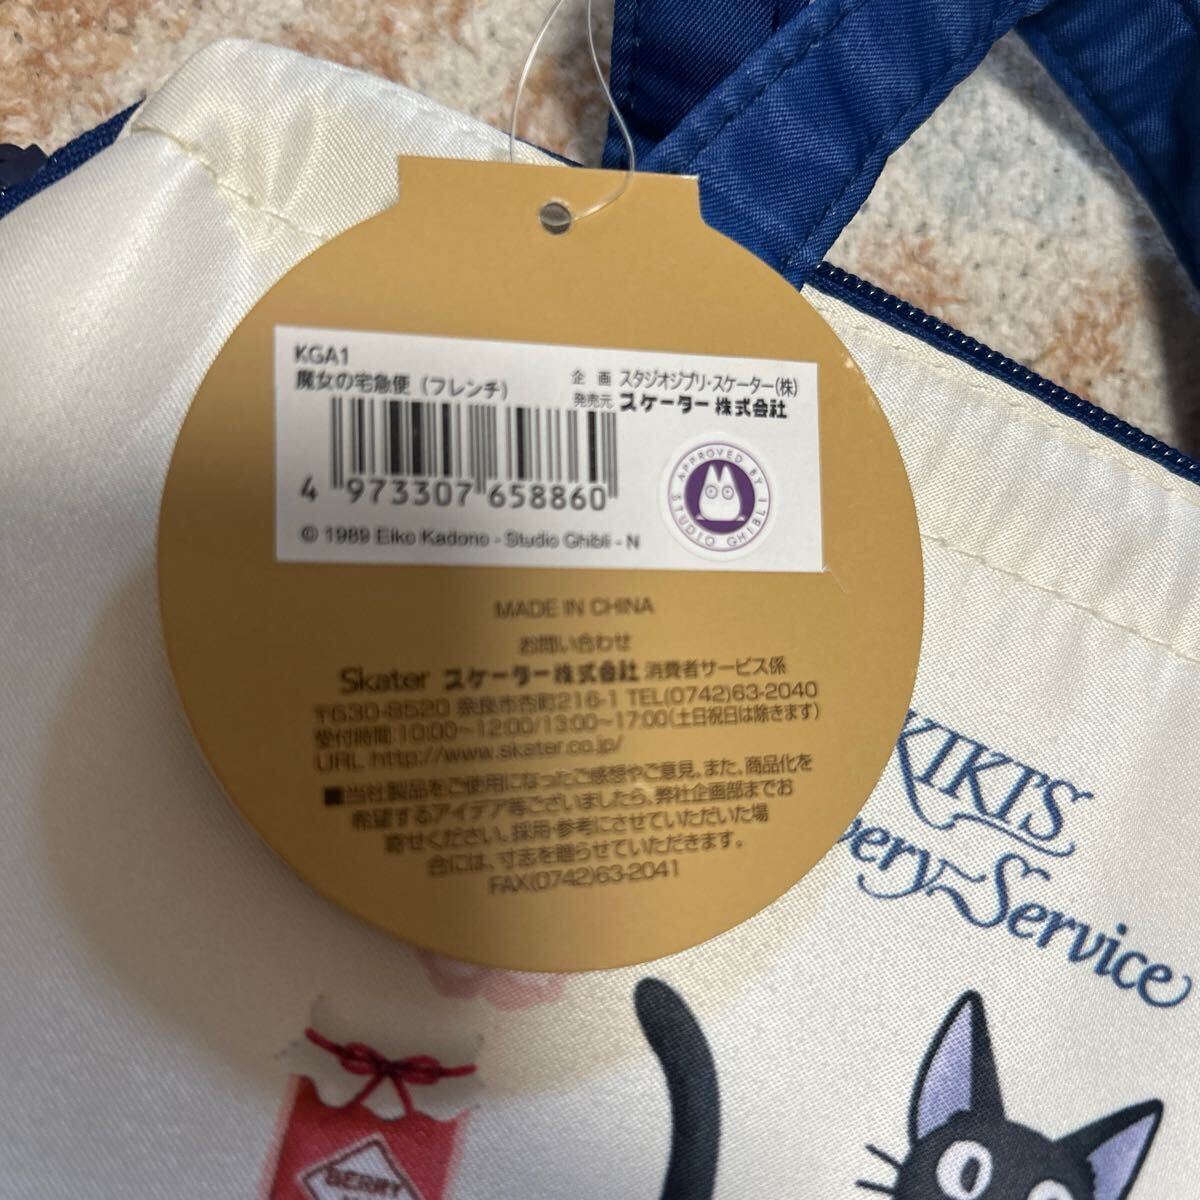 KGA1
魔女の宅急便（フレンチ）
企 画 スタジオジブリ・スケーター(株)
発売元 スケーター株式会社
4 973307 658860
APPROVED BY
STUDIO GHIBLI
© 1989 Eiko Kadono - Studio Ghibli - N
MADE IN CHINA
お問い合わせ
Skater スケーター株式会社 消費者サービス係
〒630-8520 奈良市杏町216-1 TEL(0742)63-2040
受付時間:10:00〜12:00/13:00〜17:00(土日祝日は除きます)
URL http://www.skater.co.jp/
■当社製品をご使用になったご感想やご意見、また、商品化を
希望するアイデア等ございましたら、弊社企画部までお
寄せください。採用・参考にさせていただいた場
合には、寸志を贈らせていただきます。
FAX(0742)63-2041
KIKI'S
very Service
BERRY